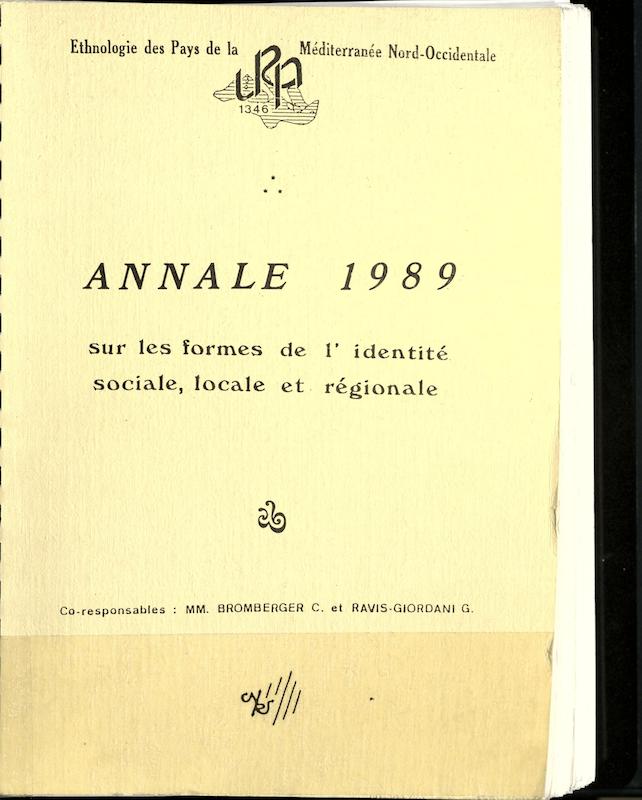 Ethnologie des Pays de la Méditerranée Nord-Occidentale
URA
1346
ANNALE 1989
sur les formes de l' identité
sociale, locale et régionale
Co-responsables : MM. BROMBERGER C. et RAVIS-GIORDANI G.
CNRS